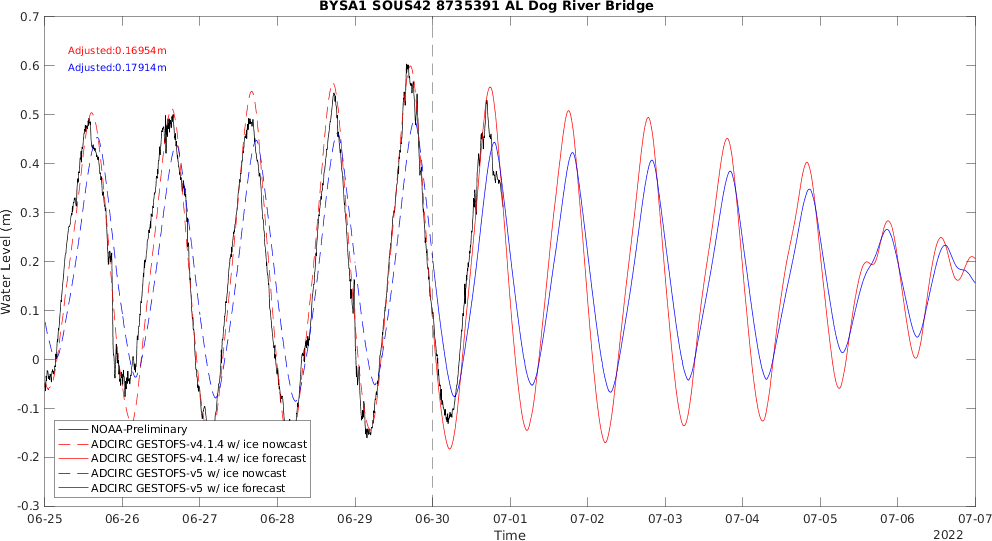 BYSA1 SOUS42 8735391 AL Dog River Bridge
Adjusted:0.16954m
Adjusted:0.17914m
Water Level (m)
0.7
0.6
0.5
0.4
0.3
0.2
0.1
0
-0.1
-0.2
-0.3
NOAA-Preliminary
ADCIRC GESTOFS-v4.1.4 w/ ice nowcast
ADCIRC GESTOFS-v4.1.4 w/ ice forecast
ADCIRC GESTOFS-v5 w/ ice nowcast
ADCIRC GESTOFS-v5 w/ ice forecast
06-25 06-26 06-27 06-28 06-29 06-30 07-01 07-02 07-03 07-04 07-05 07-06 07-07
Time
2022